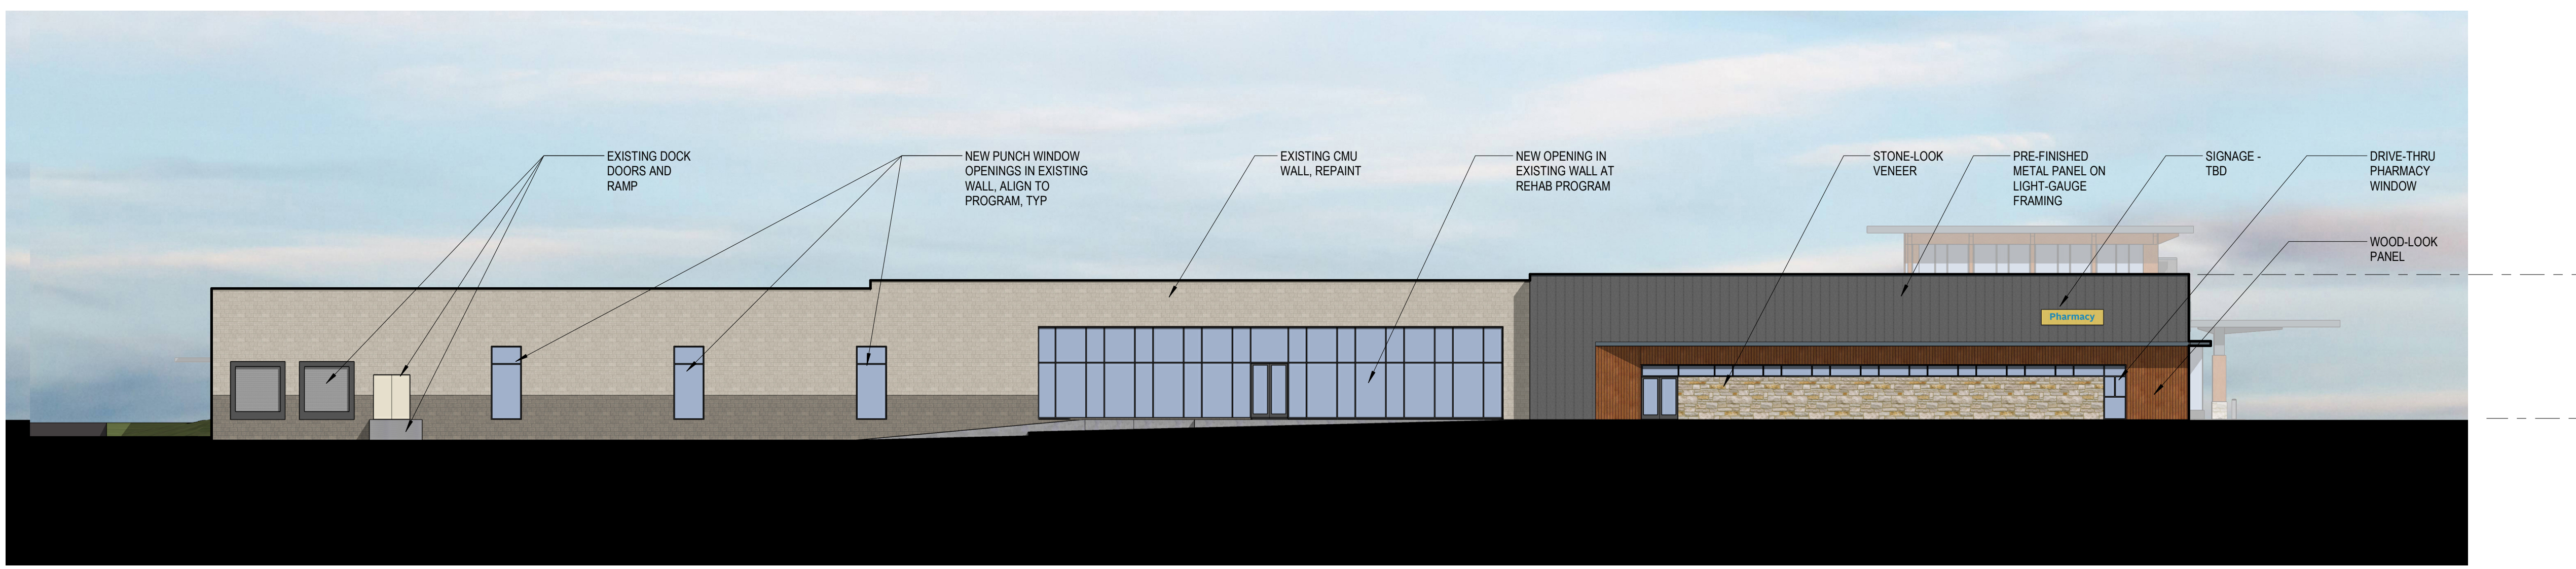 EXISTING DOCK
DOORS AND
RAMP
NEW PUNCH WINDOW
OPENINGS IN EXISTING
WALL, ALIGN TO
PROGRAM, TYP
EXISTING CMU
WALL, REPAINT
NEW OPENING IN
EXISTING WALL AT
REHAB PROGRAM
STONE-LOOK
VENEER
PRE-FINISHED
METAL PANEL ON
LIGHT-GAUGE
FRAMING
SIGNAGE -
TBD
DRIVE-THRU
PHARMACY
WINDOW
WOOD-LOOK
PANEL
Pharmacy